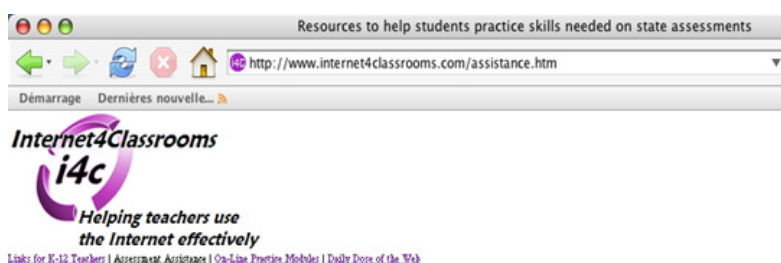 Resources to help students practice skills needed on state assessments
i4c http://www.internet4classrooms.com/assistance.htm
Démarrage Dernières nouvelle...
Internet4Classrooms
i4c
Helping teachers use
the Internet effectively
Links for K-12 Teachers | Assessment Assistance | On-Line Practice Modules | Daily Dose of the Web